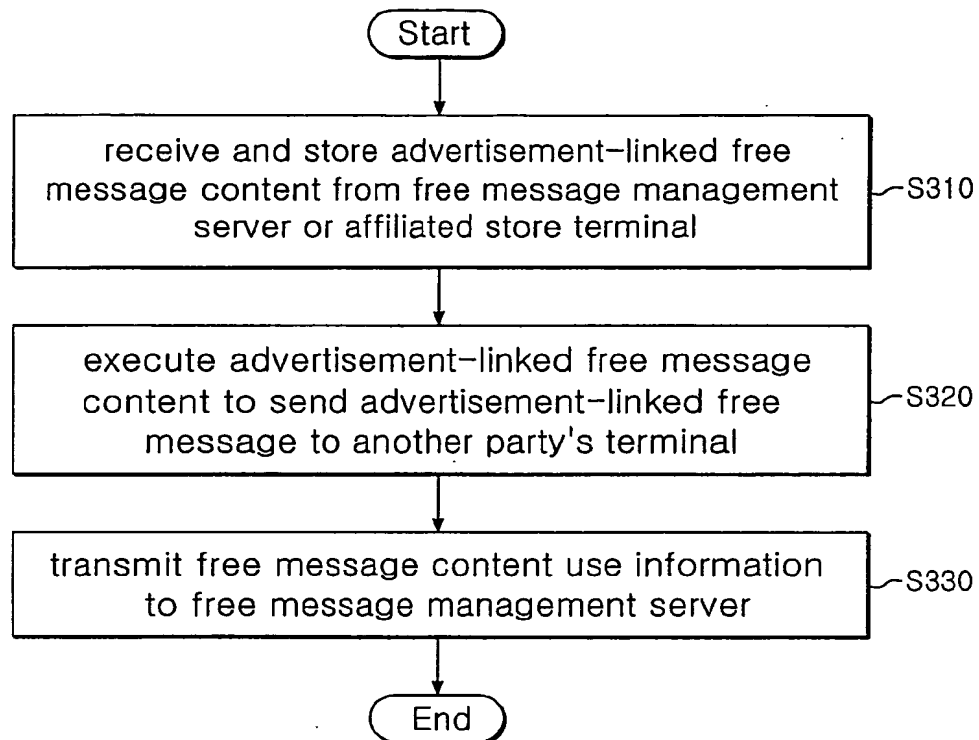 Start
receive and store advertisement-linked free
message content from free message management
server or affiliated store terminal
S310
execute advertisement-linked free message
content to send advertisement-linked free
message to another party's terminal
S320
transmit free message content use information
to free message management server
S330
End